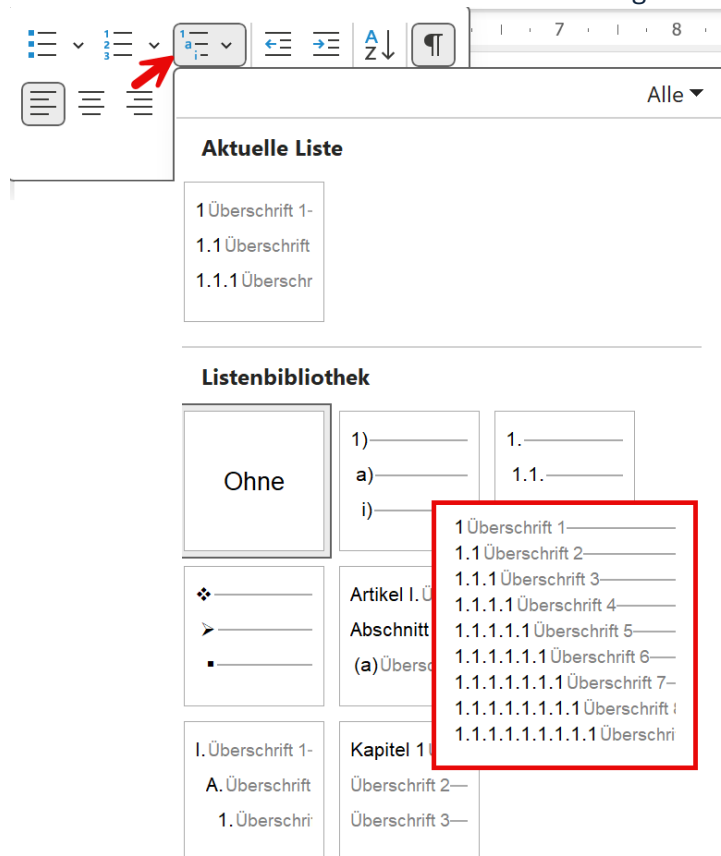 7 8
1
2
3
1
a
i
A
Z
¶
Alle
Aktuelle Liste
1 Überschrift 1
1.1 Überschrift
1.1.1 Überschr
Listenbibliothek
Ohne
1)
a)
i)
1.
1.1.
Artikel I. Ü
Abschnitt
(a) Übersc
1 Überschrift 1
1.1 Überschrift 2
1.1.1 Überschrift 3
1.1.1.1 Überschrift 4
1.1.1.1.1 Überschrift 5
1.1.1.1.1.1 Überschrift 6
1.1.1.1.1.1.1 Überschrift 7
1.1.1.1.1.1.1.1 Überschrift
1.1.1.1.1.1.1.1.1 Überschri
I. Überschrift 1
A. Überschrift
1. Überschri
Kapitel 1
Überschrift 2
Überschrift 3